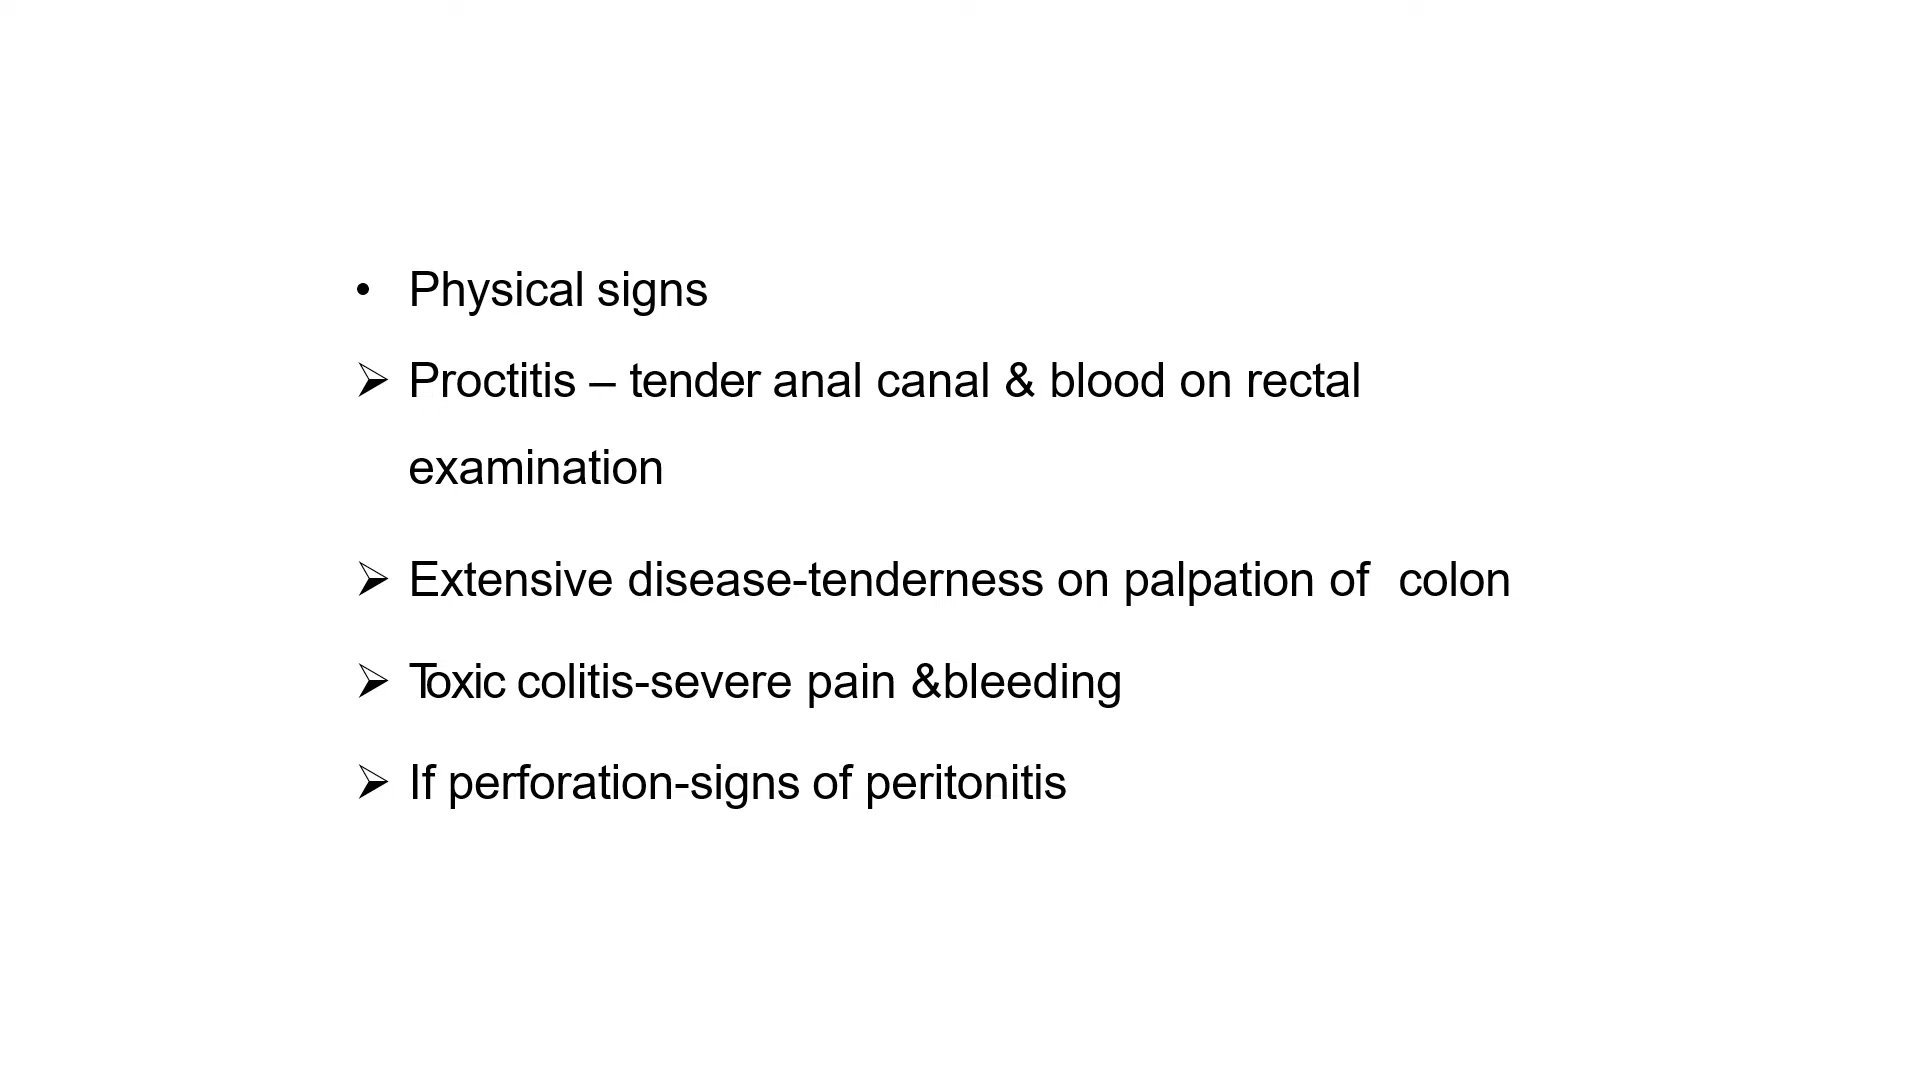 • Physical signs
➢ Proctitis – tender anal canal & blood on rectal
examination
➢ Extensive disease-tenderness on palpation of  colon
➢ Toxic colitis-severe pain &bleeding
➢ If perforation-signs of peritonitis